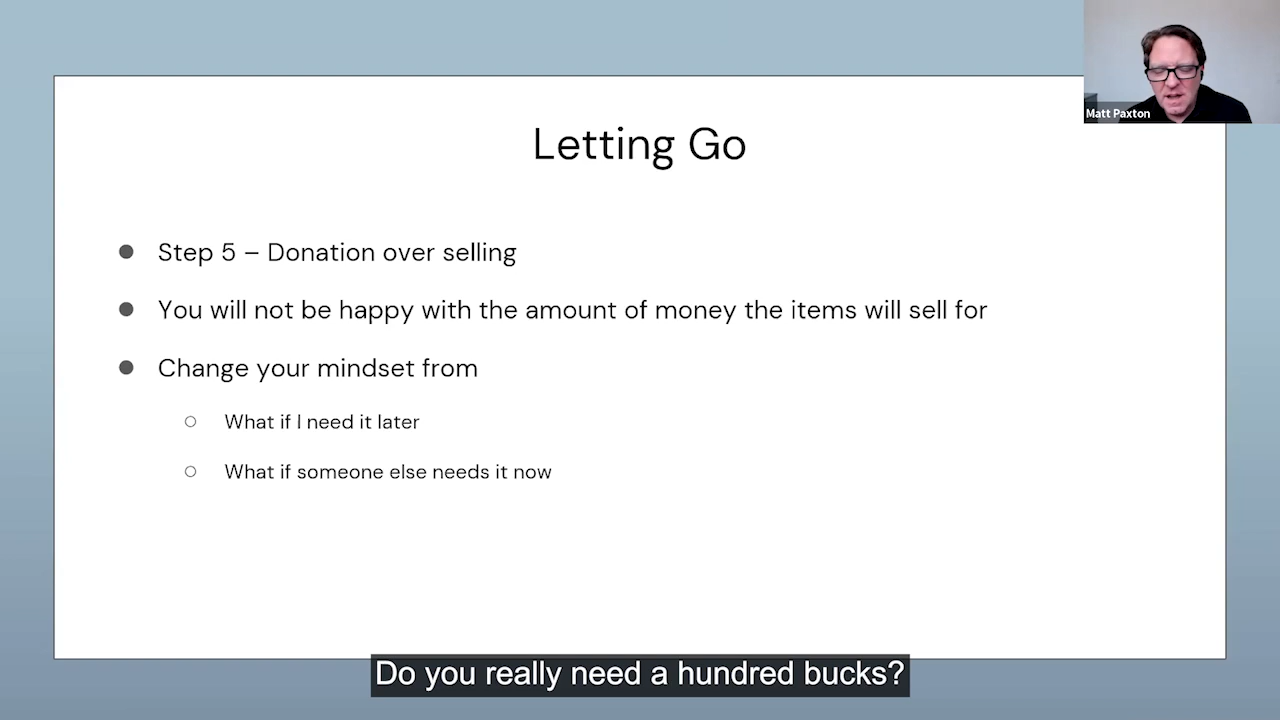 Matt Paxton
Letting Go
Step 5 – Donation over selling
You will not be happy with the amount of money the items will sell for
Change your mindset from
What if I need it later
What if someone else needs it now
Do you really need a hundred bucks?